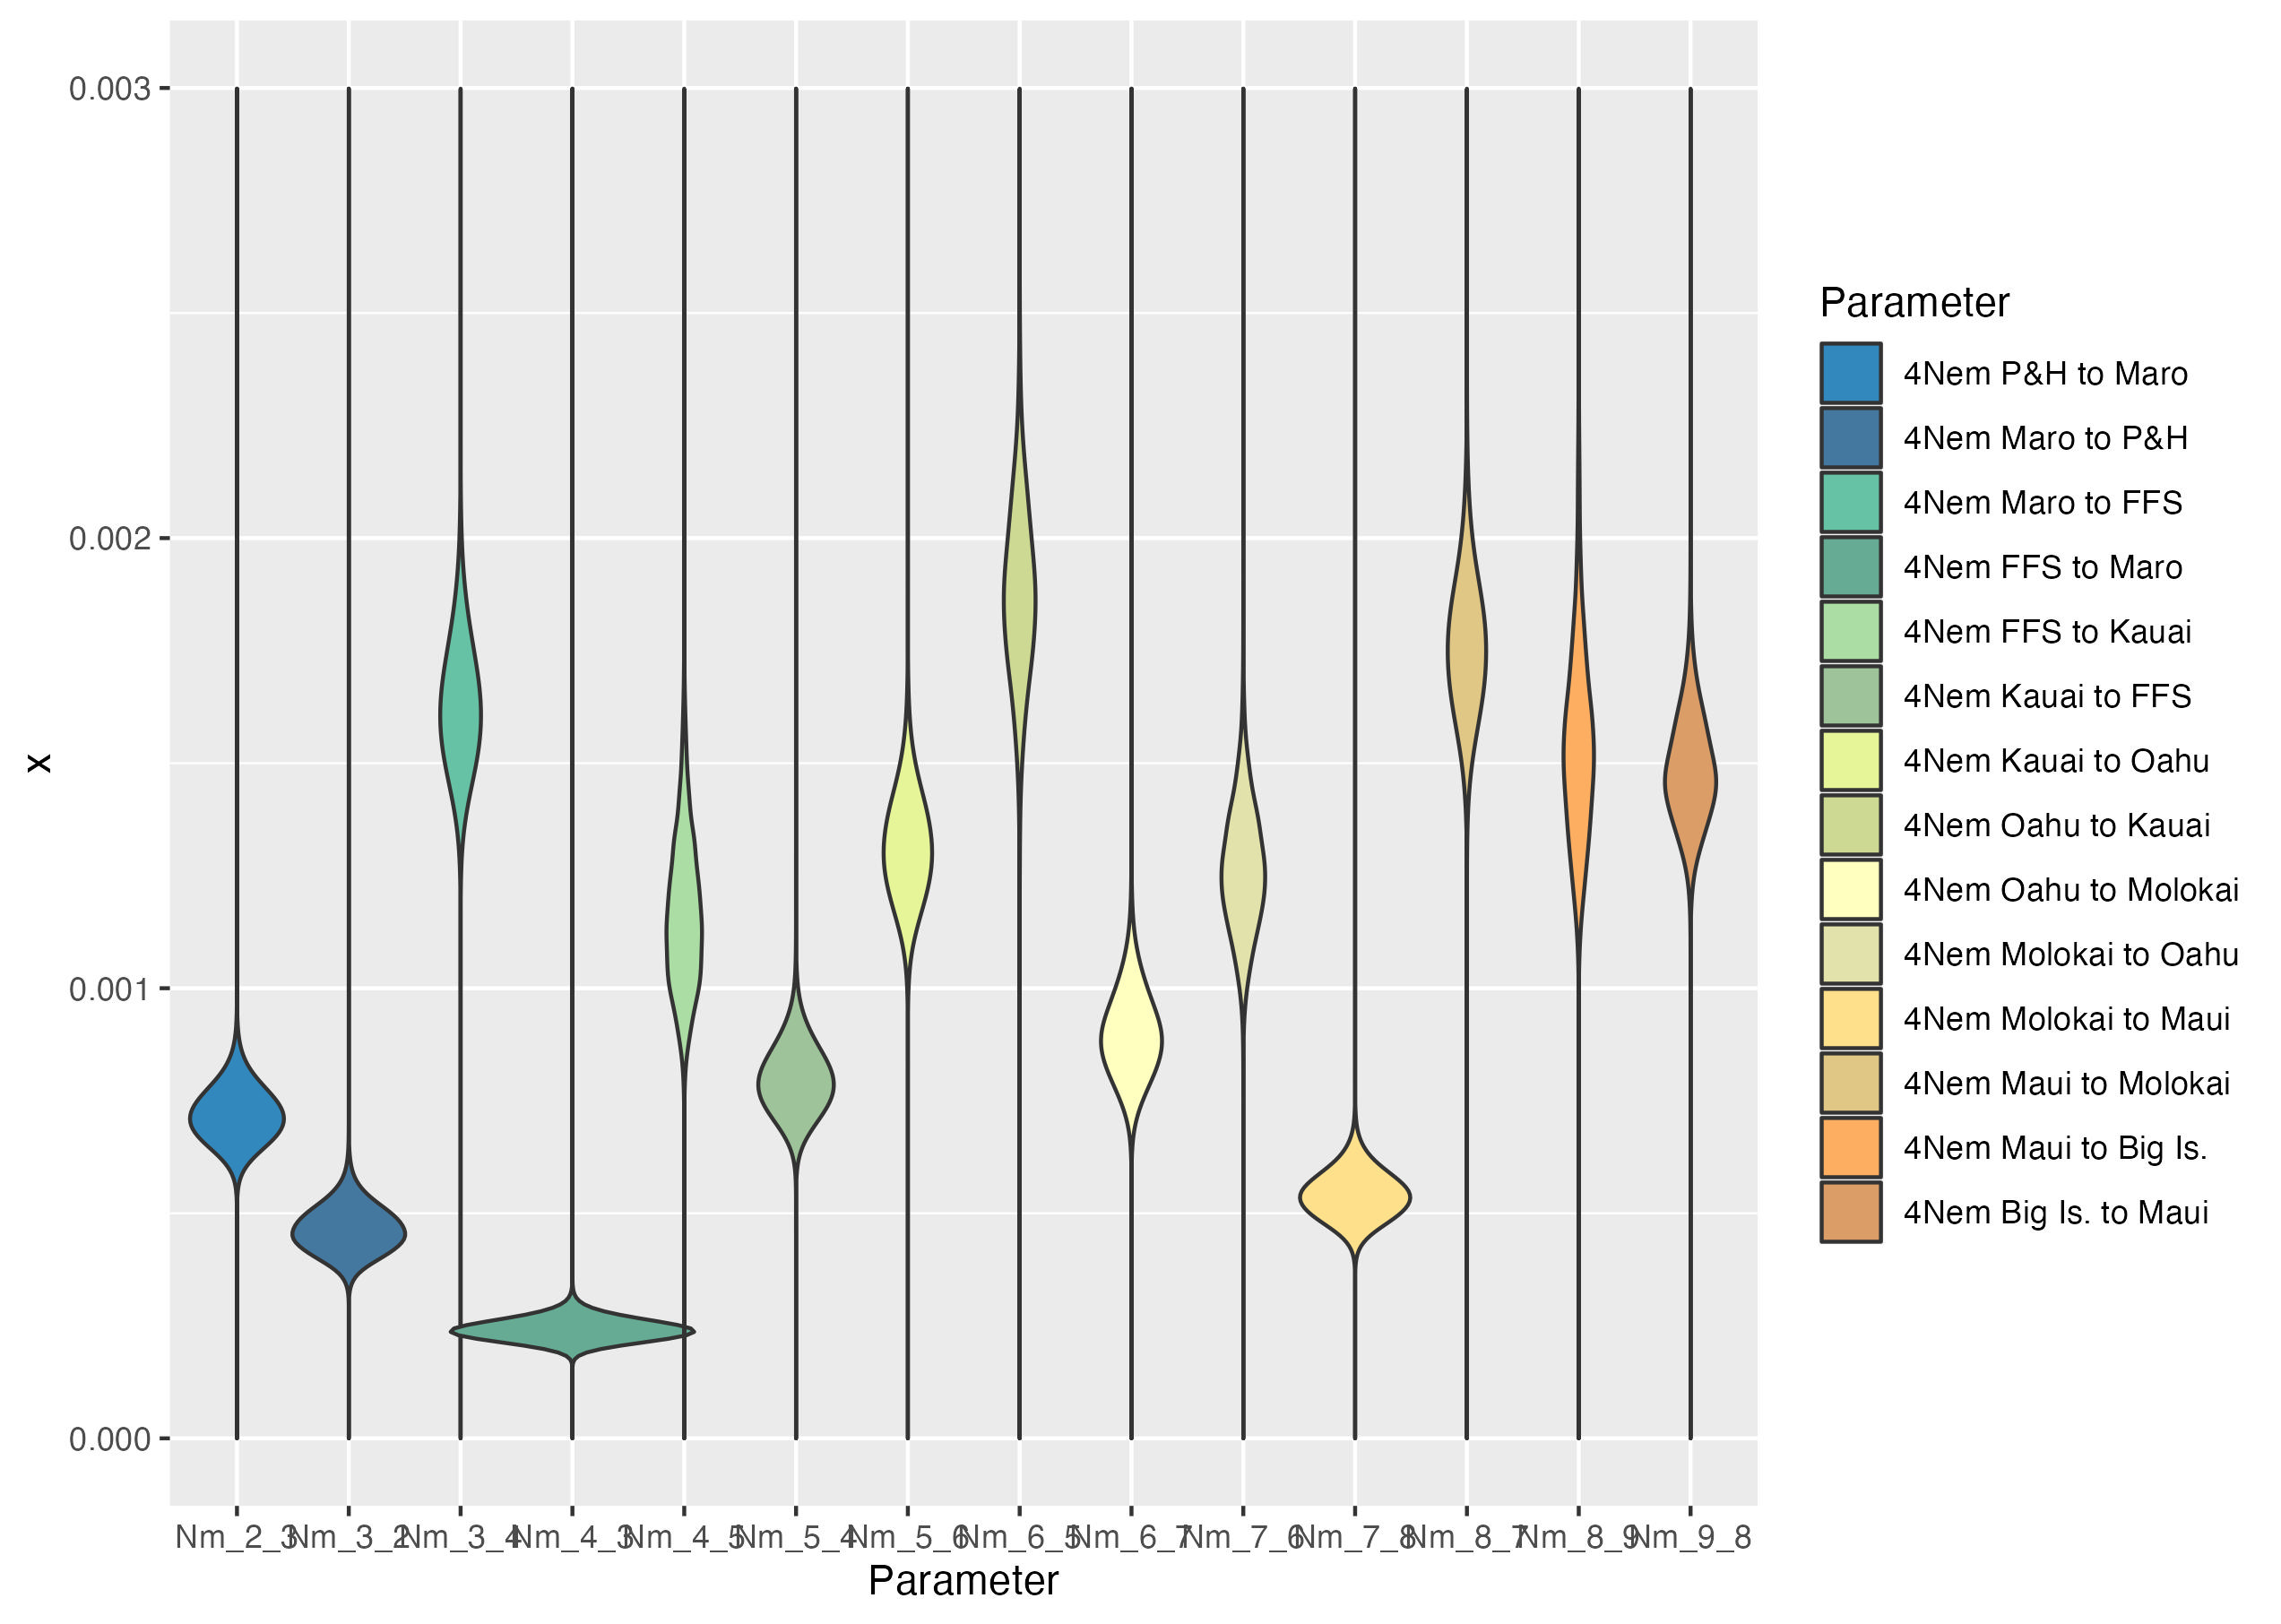 0.003
0.002
0.001
0.000
x
Nm_2_3 Nm_3_2 Nm_3_4 Nm_4_3 Nm_4_5 Nm_5_4 Nm_5_6 Nm_6_5 Nm_6_7 Nm_7_6 Nm_7_8 Nm_8_7 Nm_8_9 Nm_9_8
Parameter
Parameter
4Nem P&H to Maro
4Nem Maro to P&H
4Nem Maro to FFS
4Nem FFS to Maro
4Nem FFS to Kauai
4Nem Kauai to FFS
4Nem Kauai to Oahu
4Nem Oahu to Kauai
4Nem Oahu to Molokai
4Nem Molokai to Oahu
4Nem Molokai to Maui
4Nem Maui to Molokai
4Nem Maui to Big Is.
4Nem Big Is. to Maui